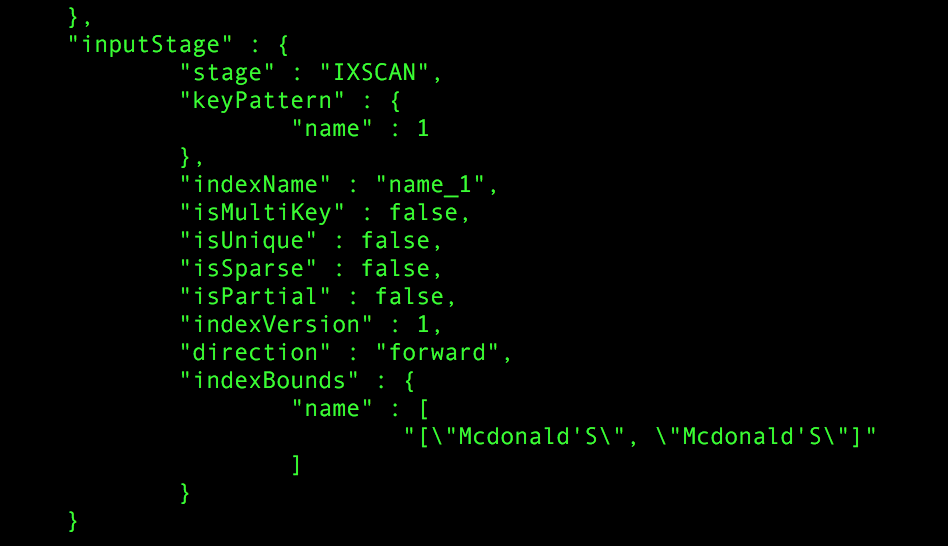 },
"inputStage" : {
"stage" : "IXSCAN",
"keyPattern" : {
"name" : 1
},
"indexName" : "name_1",
"isMultiKey" : false,
"isUnique" : false,
"isSparse" : false,
"isPartial" : false,
"indexVersion" : 1,
"direction" : "forward",
"indexBounds" : {
"name" : [
"[\"Mcdonald'S\", \"Mcdonald'S\"]"
]
}
}